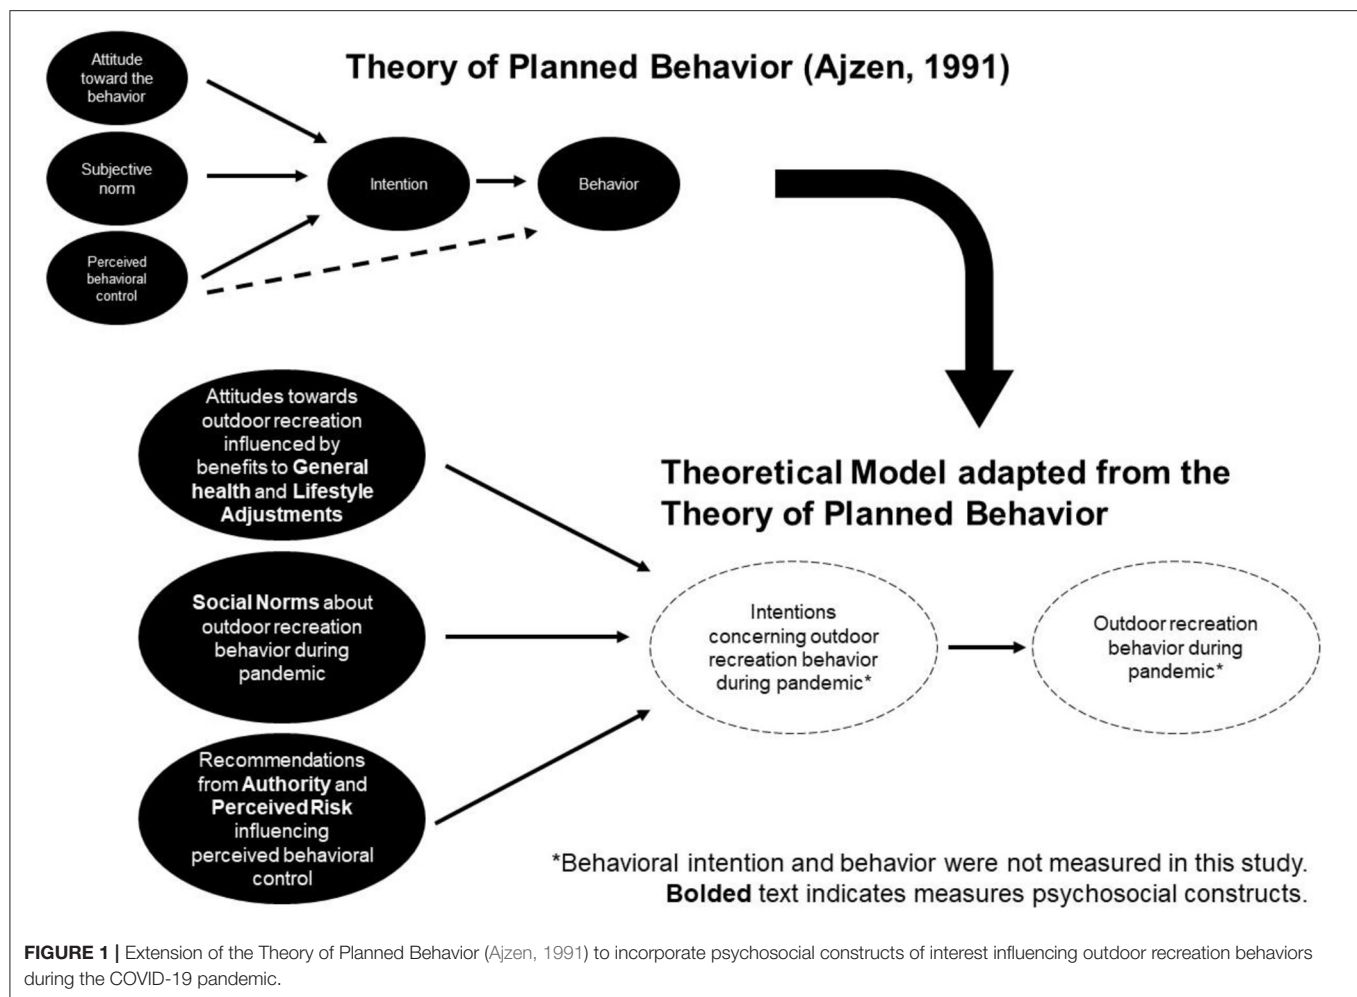 Theory of Planned Behavior (Ajzen, 1991)
Attitude
toward the
behavior
Subjective
norm
Perceived
behavioral
control
Intention
Behavior
Theoretical Model adapted from the
Theory of Planned Behavior
Attitudes towards
outdoor recreation
influenced by
benefits to General
health and Lifestyle
Adjustments
Social Norms about
outdoor recreation
behavior during
pandemic
Recommendations
from Authority and
Perceived Risk
influencing
perceived behavioral
control
Intentions
concerning outdoor
recreation behavior
during pandemic*
Outdoor recreation
behavior during
pandemic*
*Behavioral intention and behavior were not measured in this study.
Bolded text indicates measures psychosocial constructs.
FIGURE 1 | Extension of the Theory of Planned Behavior (Ajzen, 1991) to incorporate psychosocial constructs of interest influencing outdoor recreation behaviors
during the COVID-19 pandemic.